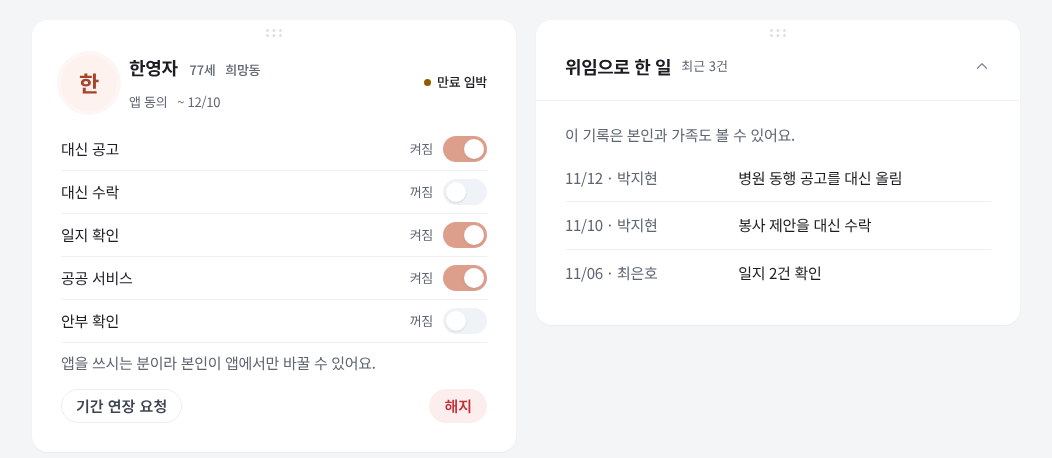 한
한영자 77세 희망동
앱 동의 ~ 12/10
만료 임박
대신 공고 켜짐
대신 수락 꺼짐
일지 확인 켜짐
공공 서비스 켜짐
안부 확인 꺼짐
앱을 쓰시는 분이라 본인이 앱에서만 바꿀 수 있어요.
기간 연장 요청 해지
위임으로 한 일 최근 3건
이 기록은 본인과 가족도 볼 수 있어요.
11/12 · 박지현 병원 동행 공고를 대신 올림
11/10 · 박지현 봉사 제안을 대신 수락
11/06 · 최은호 일지 2건 확인